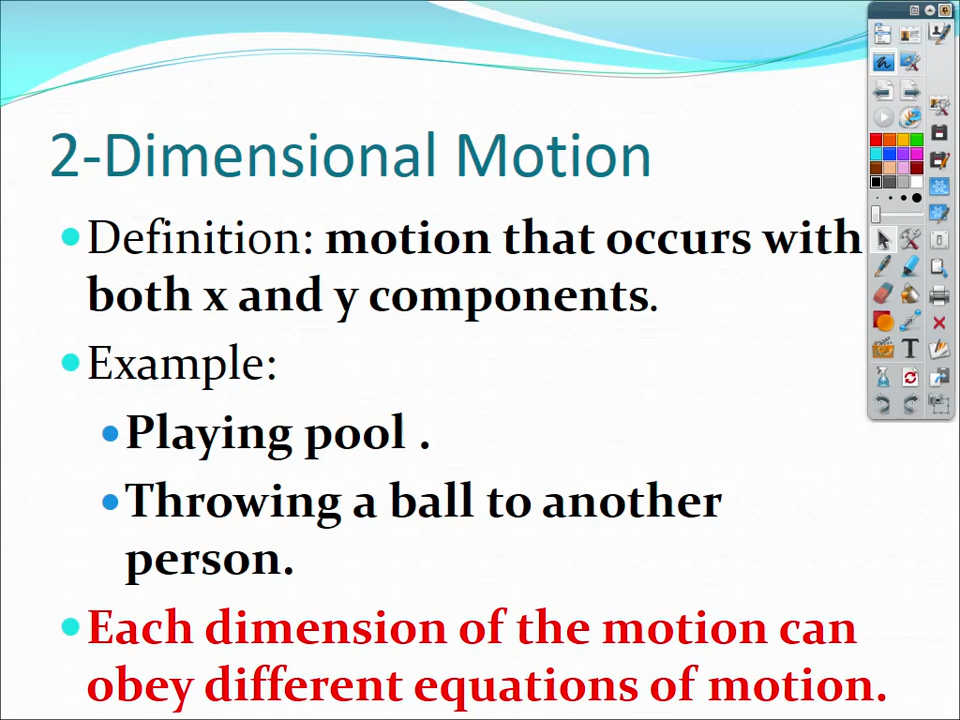 2-Dimensional Motion
Definition: motion that occurs with
both x and y components.
Example:
Playing pool .
Throwing a ball to another
person.
Each dimension of the motion can
obey different equations of motion.